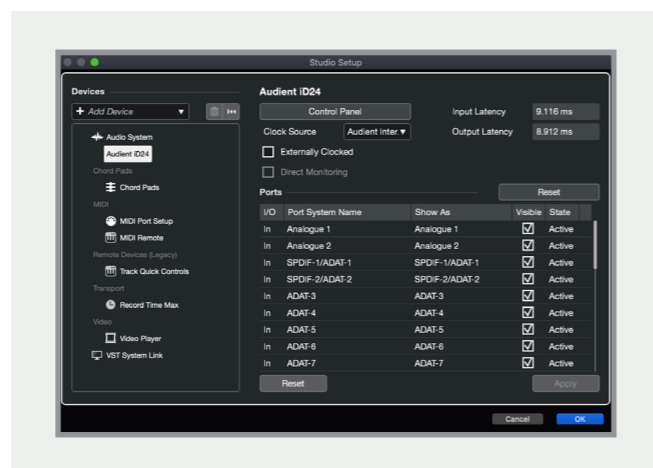 Studio Setup
Devices
+ Add Device
Audio System
Audient iD24
Chord Pads
Chord Pads
MIDI
MIDI Port Setup
MIDI Remote
Remote Devices (Legacy)
Track Quick Controls
Transport
Record Time Max
Video
Video Player
VST System Link
Audient iD24
Control Panel
Input Latency 9.116 ms
Clock Source Audient Inter.
Output Latency 8.912 ms
Externally Clocked
Direct Monitoring
Ports
Reset
I/O Port System Name Show As Visible State
In Analogue 1 Analogue 1 Active
In Analogue 2 Analogue 2 Active
In SPDIF-1/ADAT-1 SPDIF-1/ADAT-1 Active
In SPDIF-2/ADAT-2 SPDIF-2/ADAT-2 Active
In ADAT-3 ADAT-3 Active
In ADAT-4 ADAT-4 Active
In ADAT-5 ADAT-5 Active
In ADAT-6 ADAT-6 Active
In ADAT-7 ADAT-7 Active
Reset
Apply
Cancel
OK